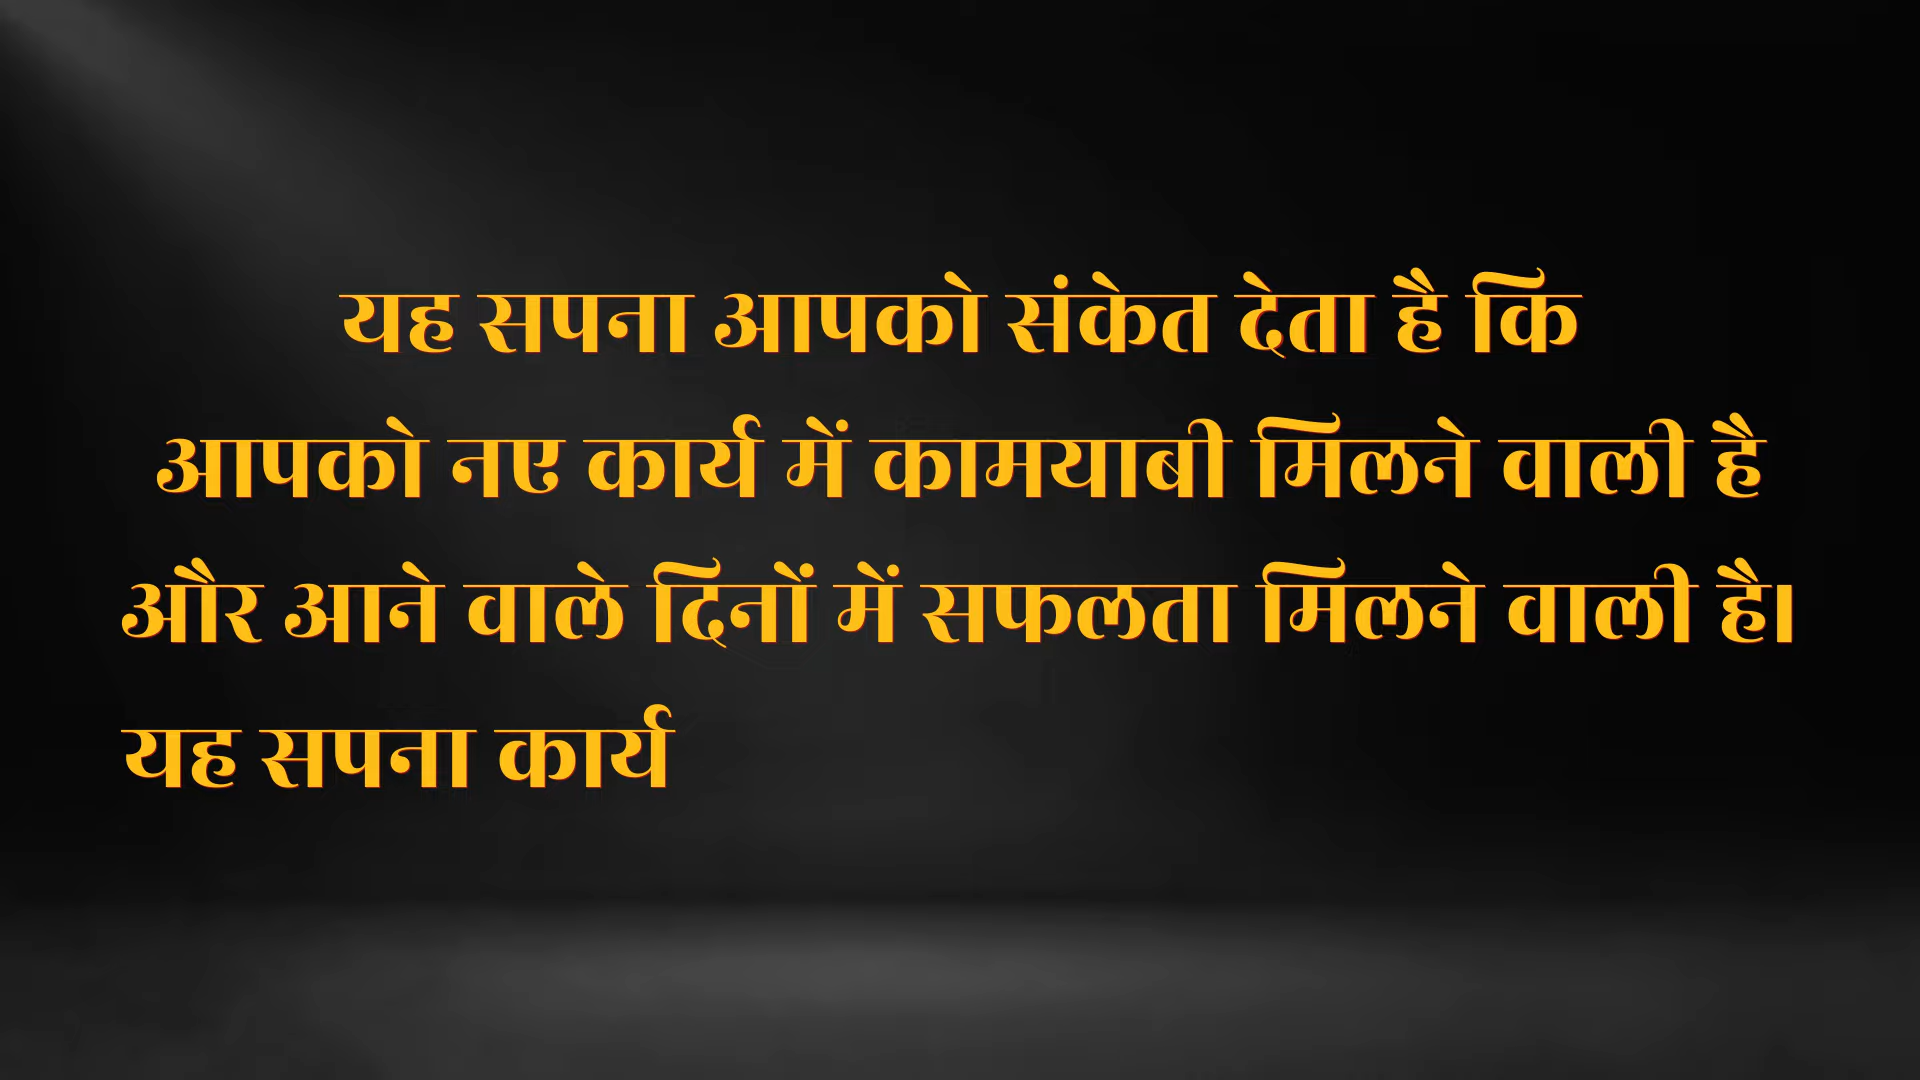 यह सपना आपको संकेत देता है कि
आपको नए कार्य में कामयाबी मिलने वाली है
और आने वाले दिनों में सफलता मिलने वाली है।
यह सपना कार्य